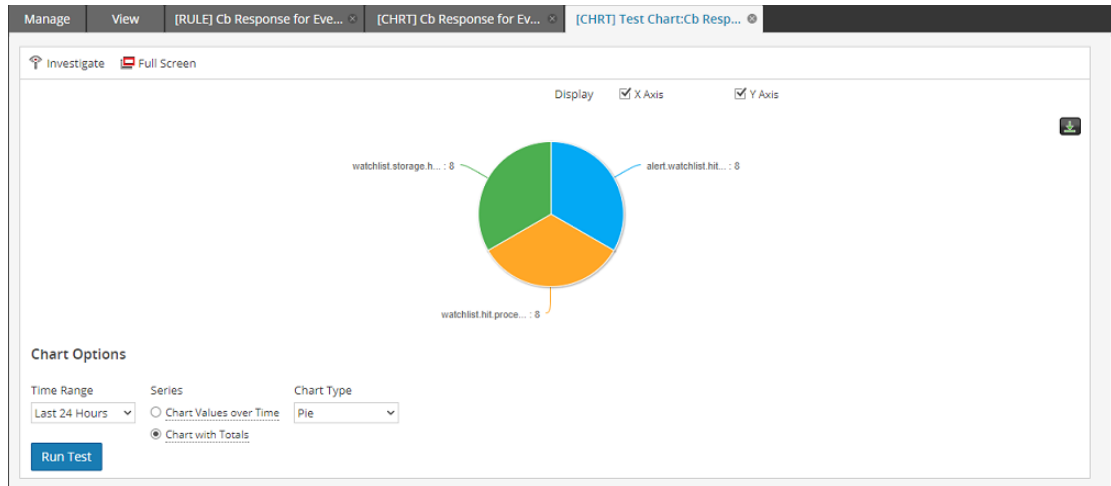 Manage View [RULE] Cb Response for Eve... [CHRT] Cb Response for Ev... [CHRT] Test Chart:Cb Resp...
Investigate Full Screen
Display X Axis Y Axis
watchlist.storage.h... : 8 alert.watchlist.hit... : 8
watchlist.hit.proce... : 8
Chart Options
Time Range Series Chart Type
Last 24 Hours Chart Values over Time Pie
Chart with Totals
Run Test